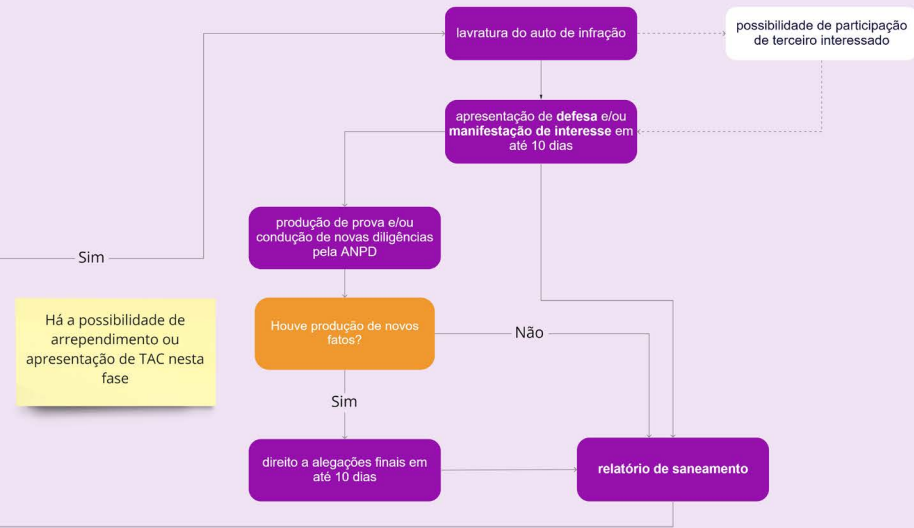 lavratura do auto de infração
possibilidade de participação
de terceiro interessado
apresentação de defesa e/ou
manifestação de interesse em
até 10 dias
produção de prova e/ou
condução de novas diligências
pela ANPD
Sim
Há a possibilidade de
arrependimento ou
apresentação de TAC nesta
fase
Houve produção de novos
fatos?
Não
Sim
direito a alegações finais em
até 10 dias
relatório de saneamento